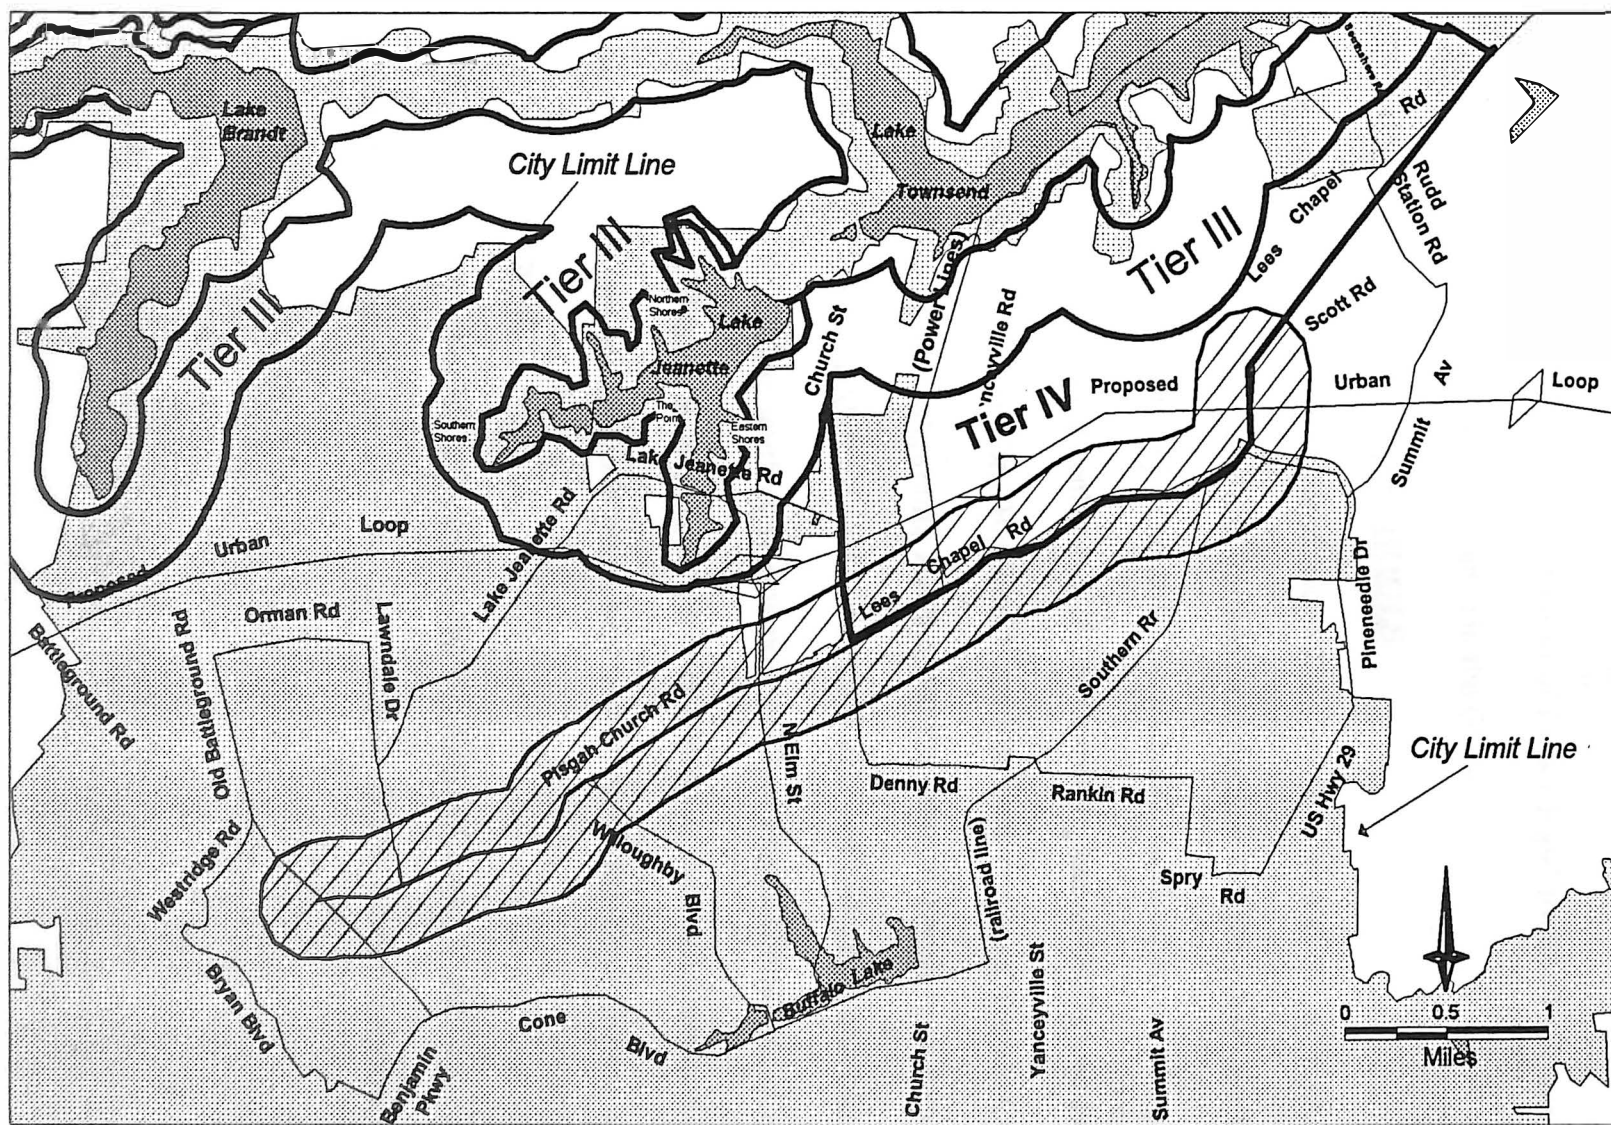 Lake
Brandt
City Limit Line
Lake
Townsend
Rd
Chapel
Lees
Rudd
Station Rd
Tier III
Tier III
Tier III
Northern
Shores
Lake
Jeanette
Church St
(Power Lines)
Scott Rd
Tier IV
Proposed
Urban
Av
Loop
Summit
The
Point
Southern
Shores
Eastern
Shores
Lake Jeanette Rd
Urban
Loop
Proposed
Lake Jeanette Rd
Lees
Chapel
Rd
Orman Rd
Lawndale Dr
Old Battleground Rd
Battleground Rd
Pisgah Church Rd
N Elm St
Southern Rr
Pineneedle Dr
City Limit Line
US Hwy 29
Denny Rd
Rankin Rd
Willoughby
Blvd
Westridge Rd
(railroad line)
Spry
Rd
Bryan Blvd
Buffalo Lake
Cone
Blvd
Benjamin
Pkwy
Church St
Yanceyville St
Summit Av
0 0.5 1
Miles